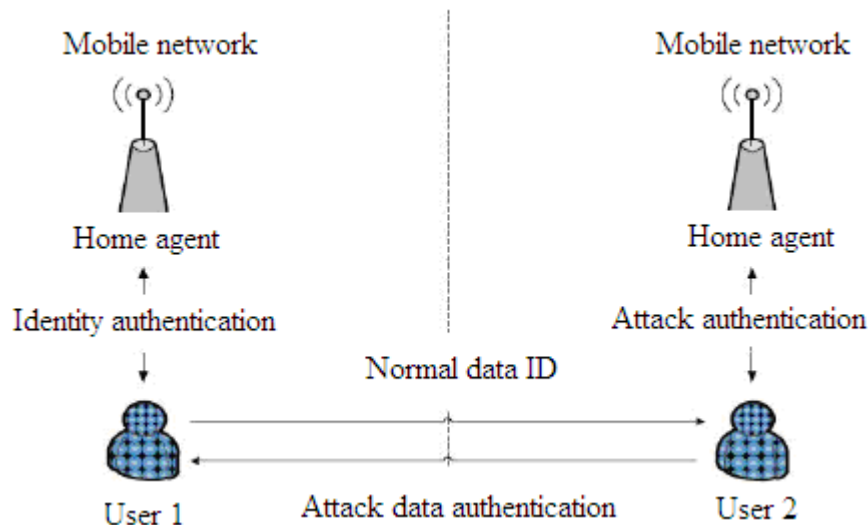 Mobile network
Mobile network
Home agent
Home agent
Identity authentication
Attack authentication
Normal data ID
User 1
Attack data authentication
User 2